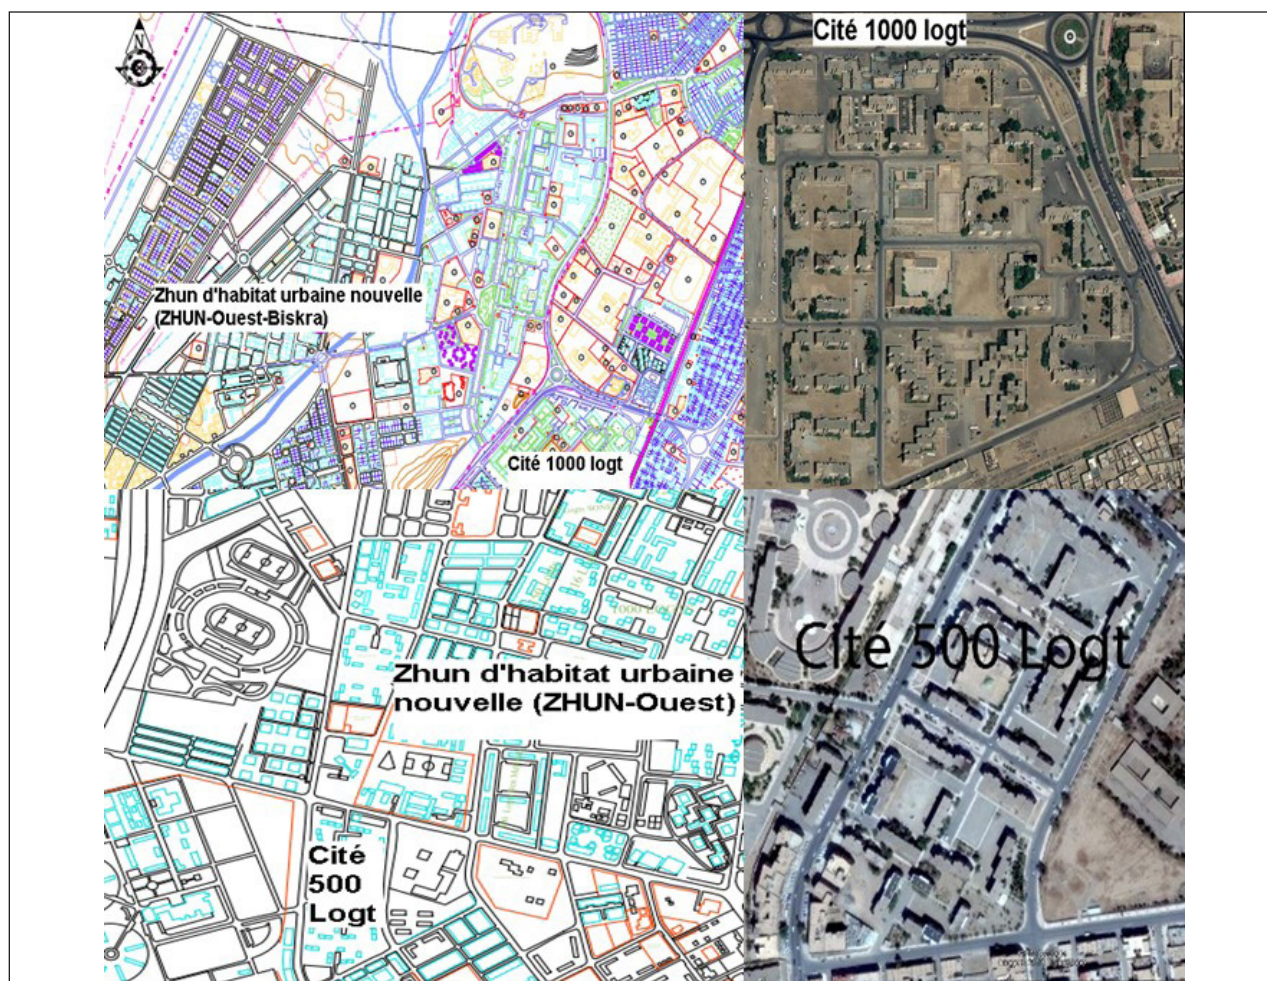 N
Cité 1000 logt
Zhun d'habitat urbaine nouvelle
(ZHUN-Ouest-Biskra)
Cité 1000 logt
Zhun d'habitat urbaine
nouvelle (ZHUN-Ouest)
Cité
500
Logt
Cite 500 Logt